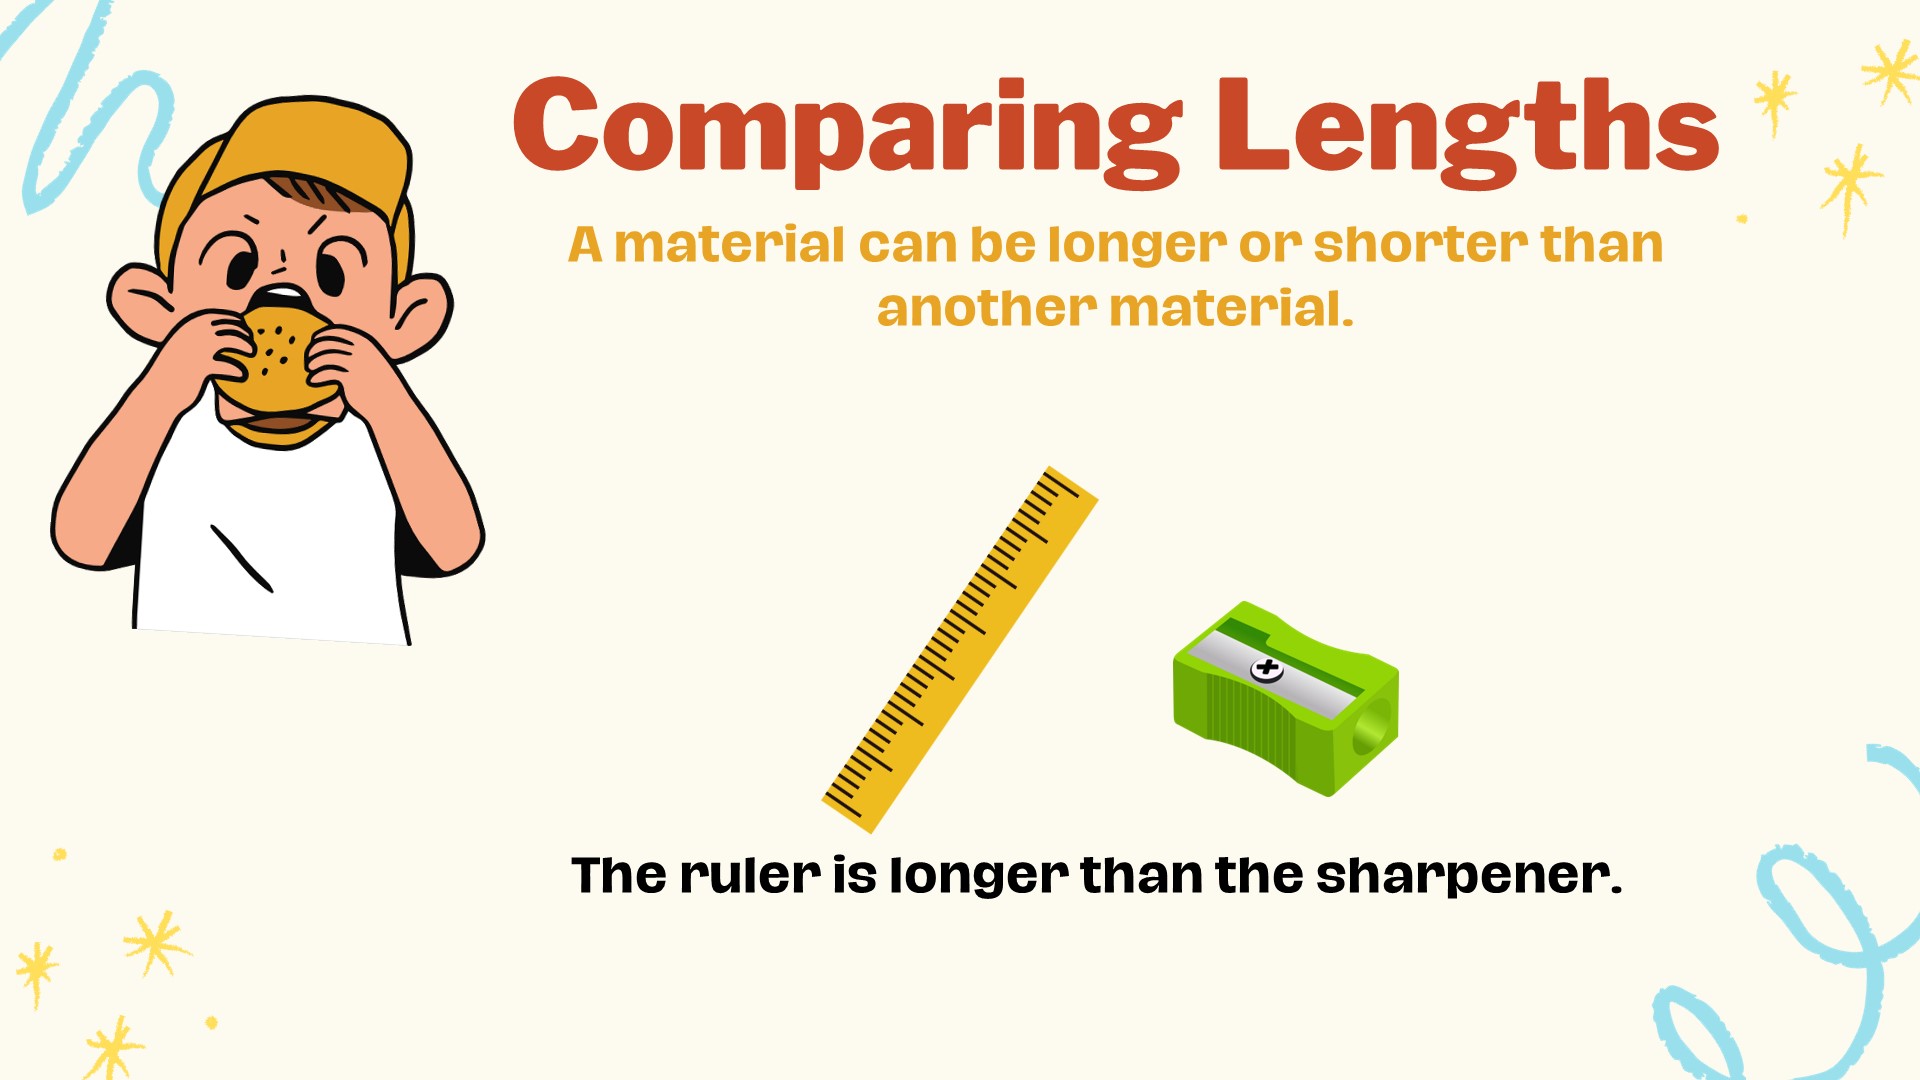 Comparing Lengths
A material can be longer or shorter than
another material.
The ruler is longer than the sharpener.